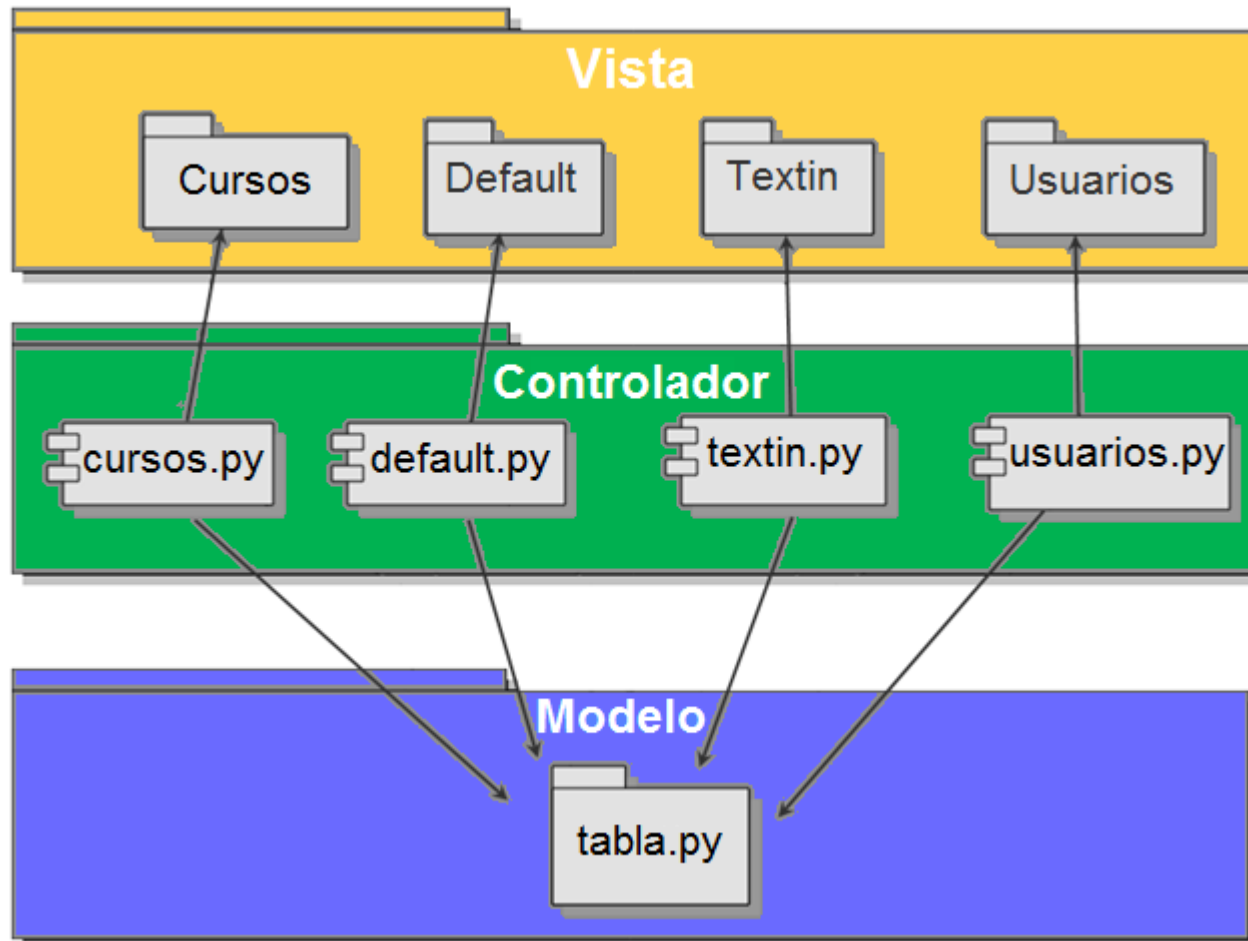 Vista
Cursos
Default
Textin
Usuarios
Controlador
cursos.py
default.py
textin.py
usuarios.py
Modelo
tabla.py